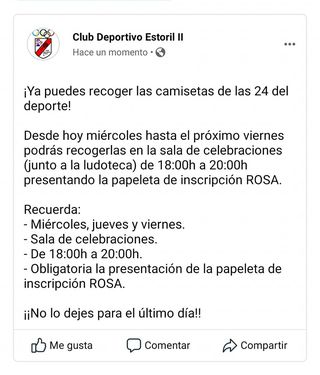 Club Deportivo Estoril II
Hace un momento •
¡Ya puedes recoger las camisetas de las 24 del
deporte!
Desde hoy miércoles hasta el próximo viernes
podrás recogerlas en la sala de celebraciones
(junto a la ludoteca) de 18:00h a 20:00h
presentando la papeleta de inscripción ROSA.
Recuerda:
- Miércoles, jueves y viernes.
- Sala de celebraciones.
- De 18:00h a 20:00h.
- Obligatoria la presentación de la papeleta de
inscripción ROSA.
¡¡No lo dejes para el último día!!
Me gusta Comentar Compartir